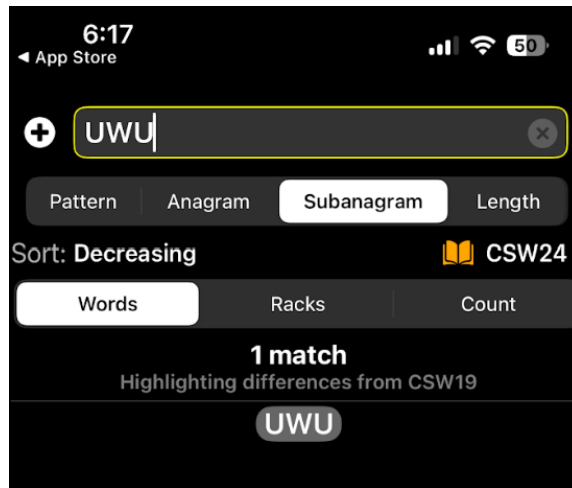 6:17
◀ App Store
50
UWU
Pattern Anagram Subanagram Length
Sort: Decreasing CSW24
Words Racks Count
1 match
Highlighting differences from CSW19
UWU